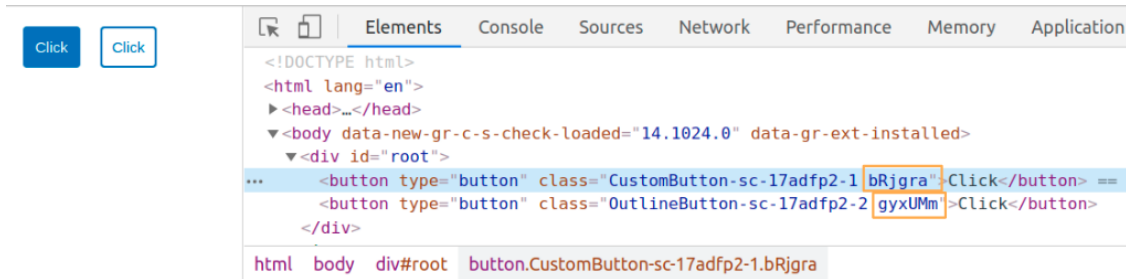 Click Click
Elements Console Sources Network Performance Memory Application
<!DOCTYPE html>
<html lang="en">
▶<head>…</head>
▼<body data-new-gr-c-s-check-loaded="14.1024.0" data-gr-ext-installed>
▼<div id="root">
… <button type="button" class="CustomButton-sc-17adfp2-1 bRjgra">Click</button> ==
<button type="button" class="OutlineButton-sc-17adfp2-2 gyxUMm">Click</button>
</div>
html body div#root button.CustomButton-sc-17adfp2-1.bRjgra